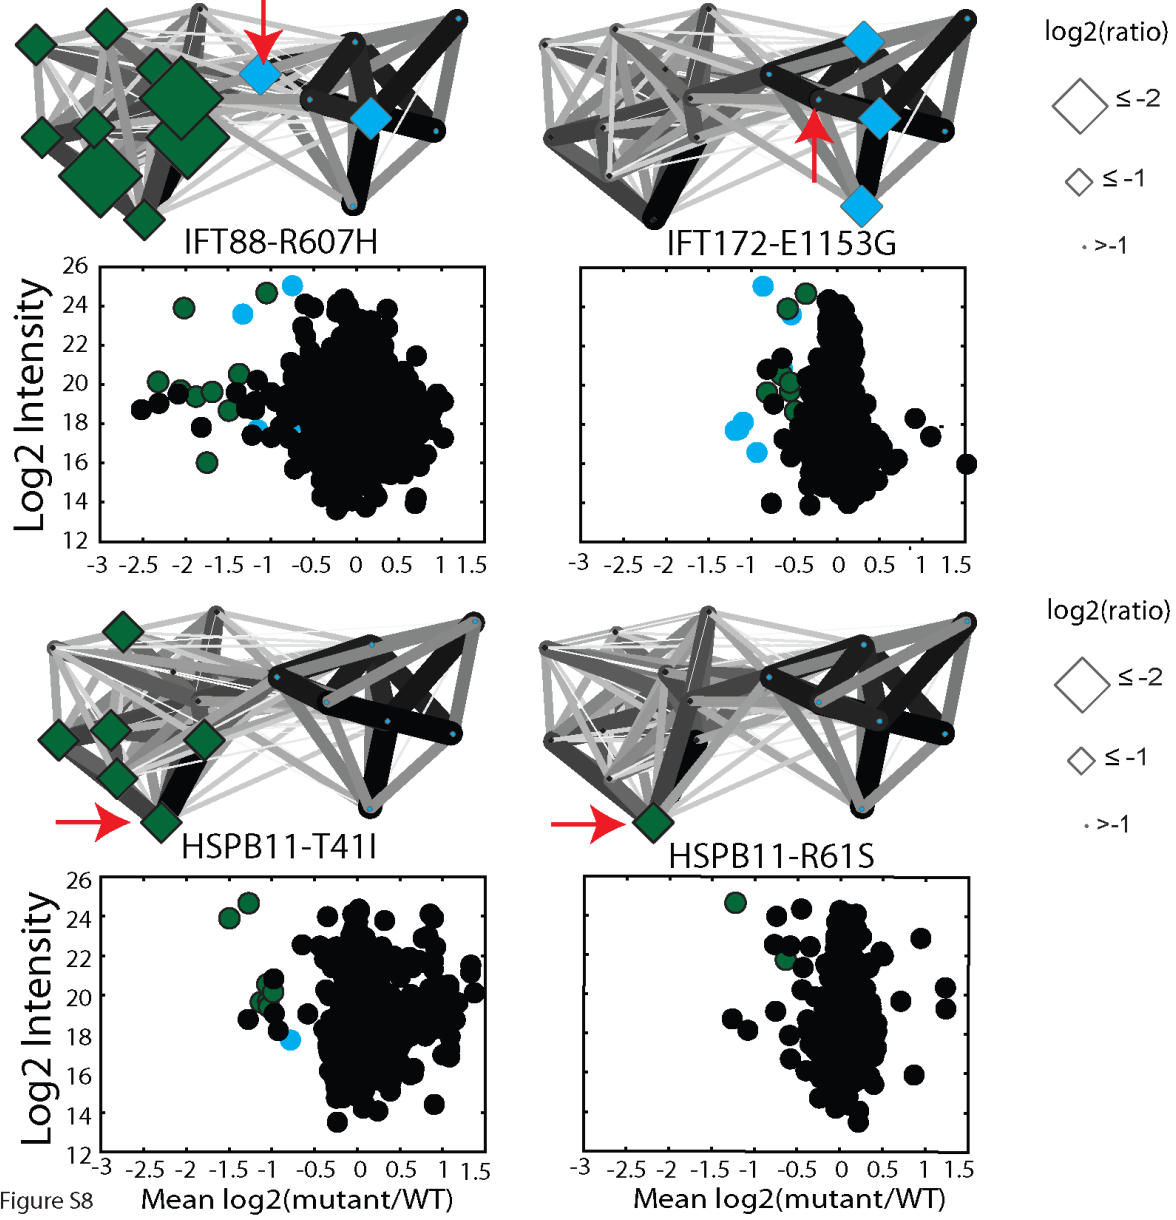 log2(ratio)
≤ -2
≤ -1
>-1
IFT88-R607H
IFT172-E1153G
Log2 Intensity
26
24
22
20
18
16
14
12
-3 -2.5 -2 -1.5 -1 -0.5 0 0.5 1 1.5
-3 -2.5 -2 -1.5 -1 -0.5 0 0.5 1 1.5
log2(ratio)
≤ -2
≤ -1
>-1
HSPB11-T41I
HSPB11-R61S
Log2 Intensity
26
24
22
20
18
16
14
12
-3 -2.5 -2 -1.5 -1 -0.5 0 0.5 1 1.5
-3 -2.5 -2 -1.5 -1 -0.5 0 0.5 1 1.5
Figure S8
Mean log2(mutant/WT)
Mean log2(mutant/WT)